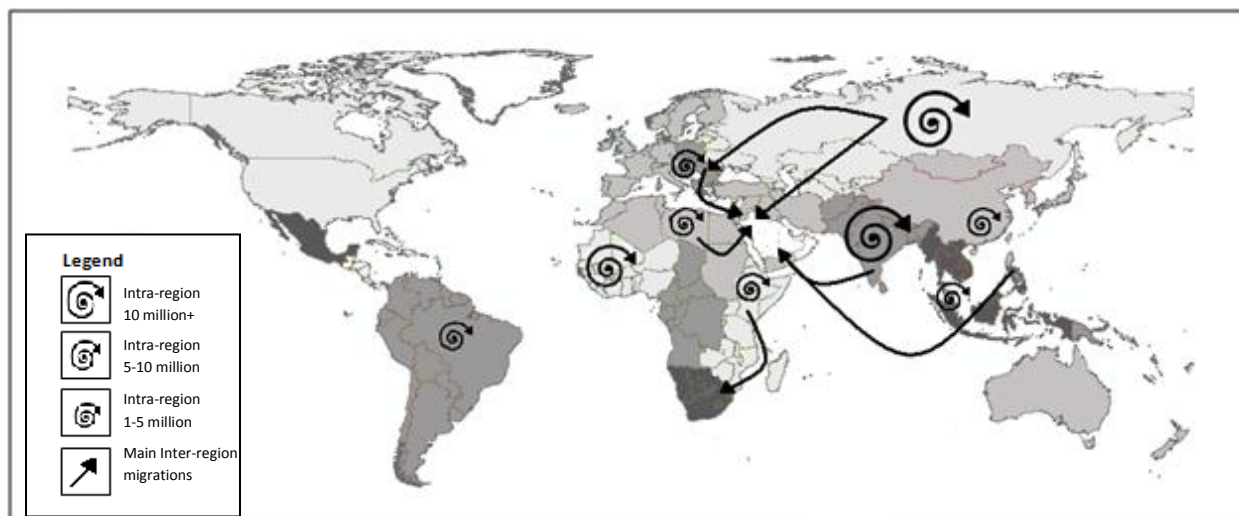 Legend
Intra-region
10 million+
Intra-region
5-10 million
Intra-region
1-5 million
Main Inter-region
migrations